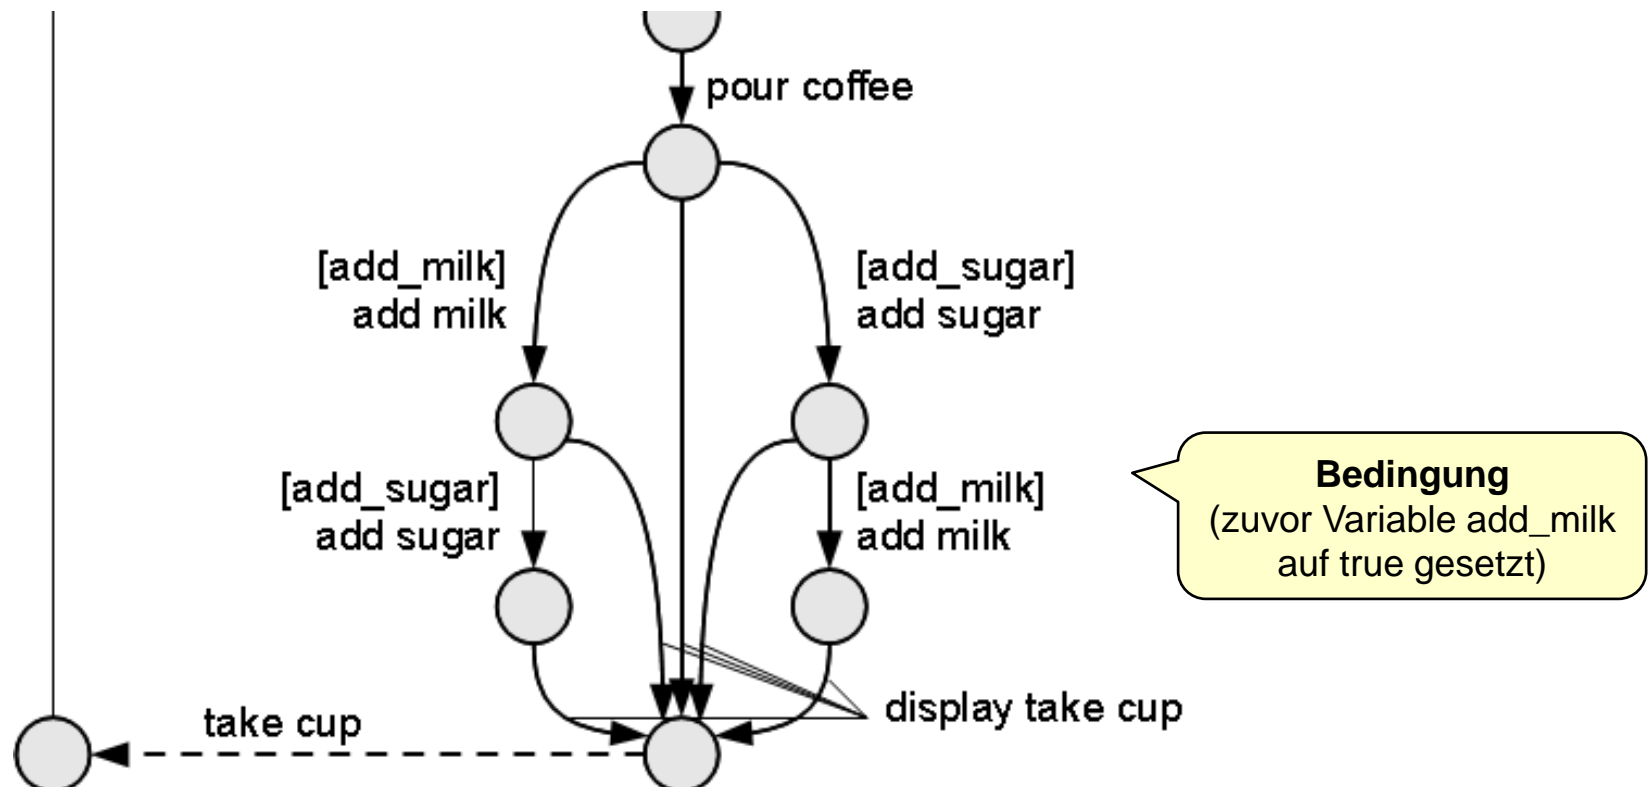 pour coffee
[add_milk]
add milk
[add_sugar]
add sugar
[add_sugar]
add sugar
[add_milk]
add milk
Bedingung
(zuvor Variable add_milk
auf true gesetzt)
display take cup
take cup